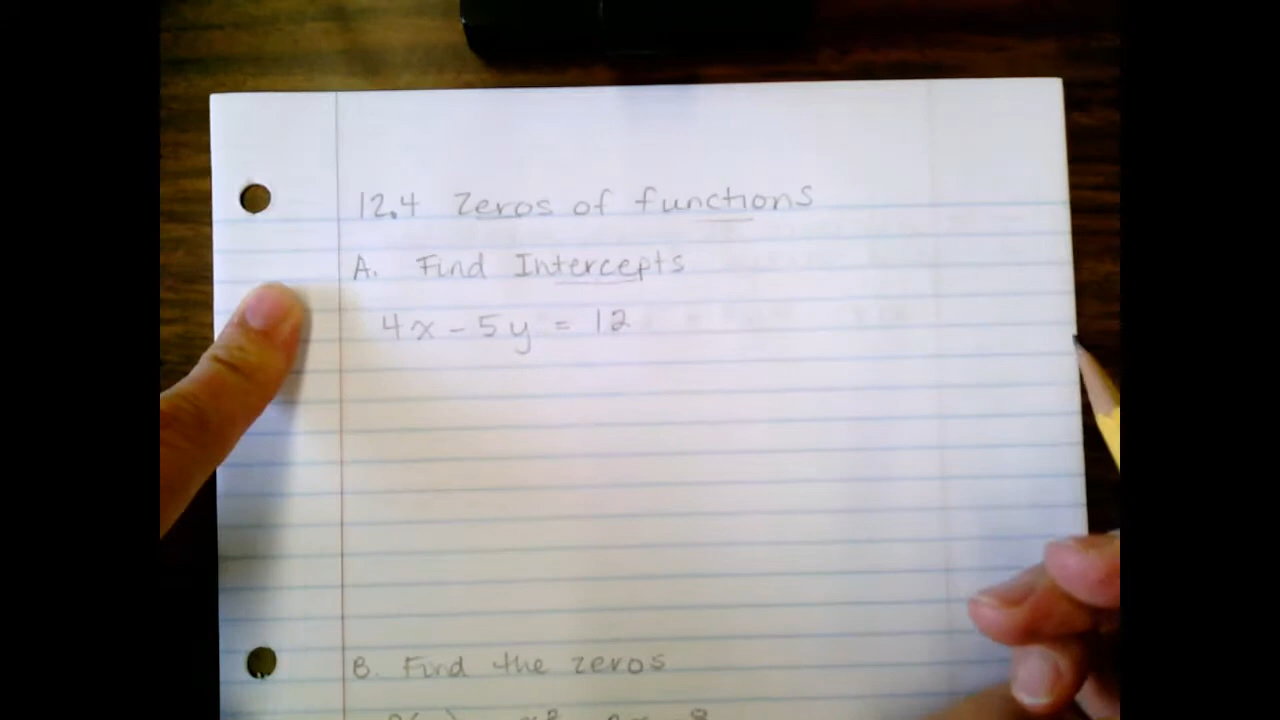 12.4 Zeros of functions
A. Find Intercepts
4x - 5y = 12
B. Find the zeros